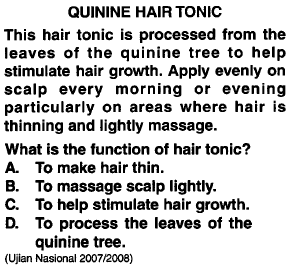 QUININE HAIR TONIC
This hair tonic is processed from the
leaves of the quinine tree to help
stimulate hair growth. Apply evenly on
scalp every morning or evening
particularly on areas where hair is
thinning and lightly massage.
What is the function of hair tonic?
A. To make hair thin.
B. To massage scalp lightly.
C. To help stimulate hair growth.
D. To process the leaves of the
quinine tree.
(Ujian Nasional 2007/2008)